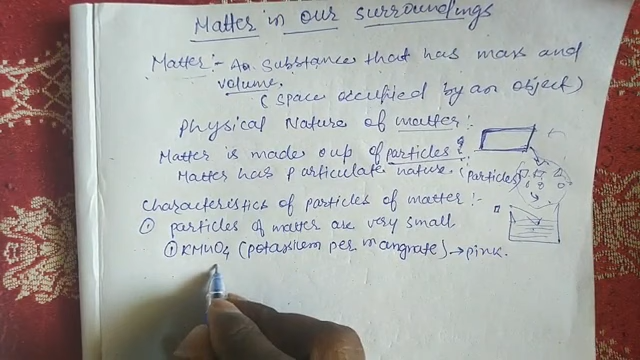 Matter in our surroundings
Matter :- An substance that has mass and
volume.
( space occupied by an object)
Physical Nature of matter :-
Matter is made oup of particles
Matter has particulate nature. (particles)
Characteristics of particles of matter :-
① particles of matter are very small
① KMnO4 (potassium per mangnate) → pink.